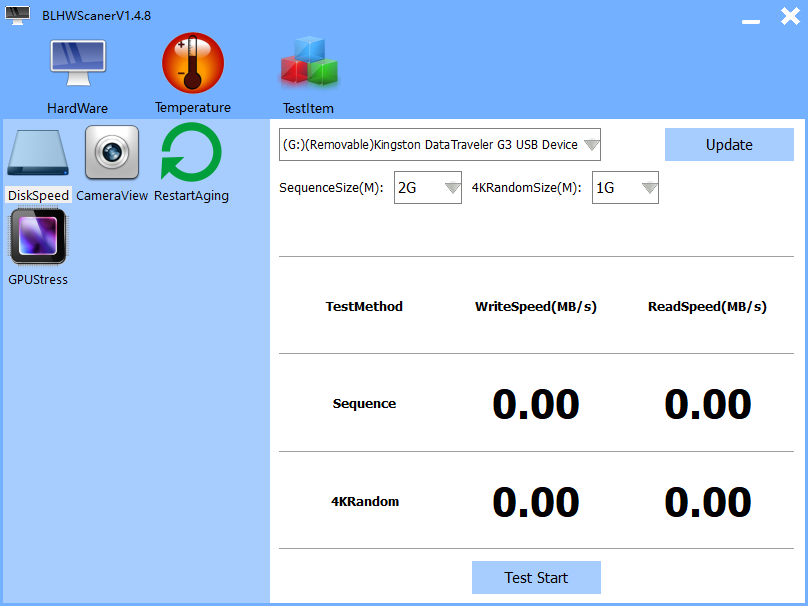 BLHWScanerV1.4.8
HardWare Temperature TestItem
DiskSpeed CameraView RestartAging
GPUStress
(G:)(Removable)Kingston DataTraveler G3 USB Device Update
SequenceSize(M): 2G 4KRandomSize(M): 1G
TestMethod WriteSpeed(MB/s) ReadSpeed(MB/s)
Sequence 0.00 0.00
4KRandom 0.00 0.00
Test Start